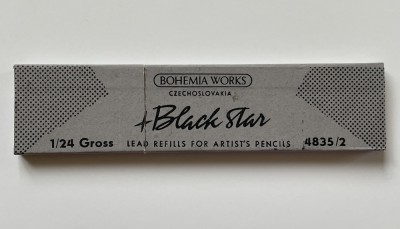 BOHEMIA WORKS
CZECHOSLOVAKIA
Black Star
1/24 Gross LEAD REFILLS FOR ARTIST'S PENCILS 4835/2